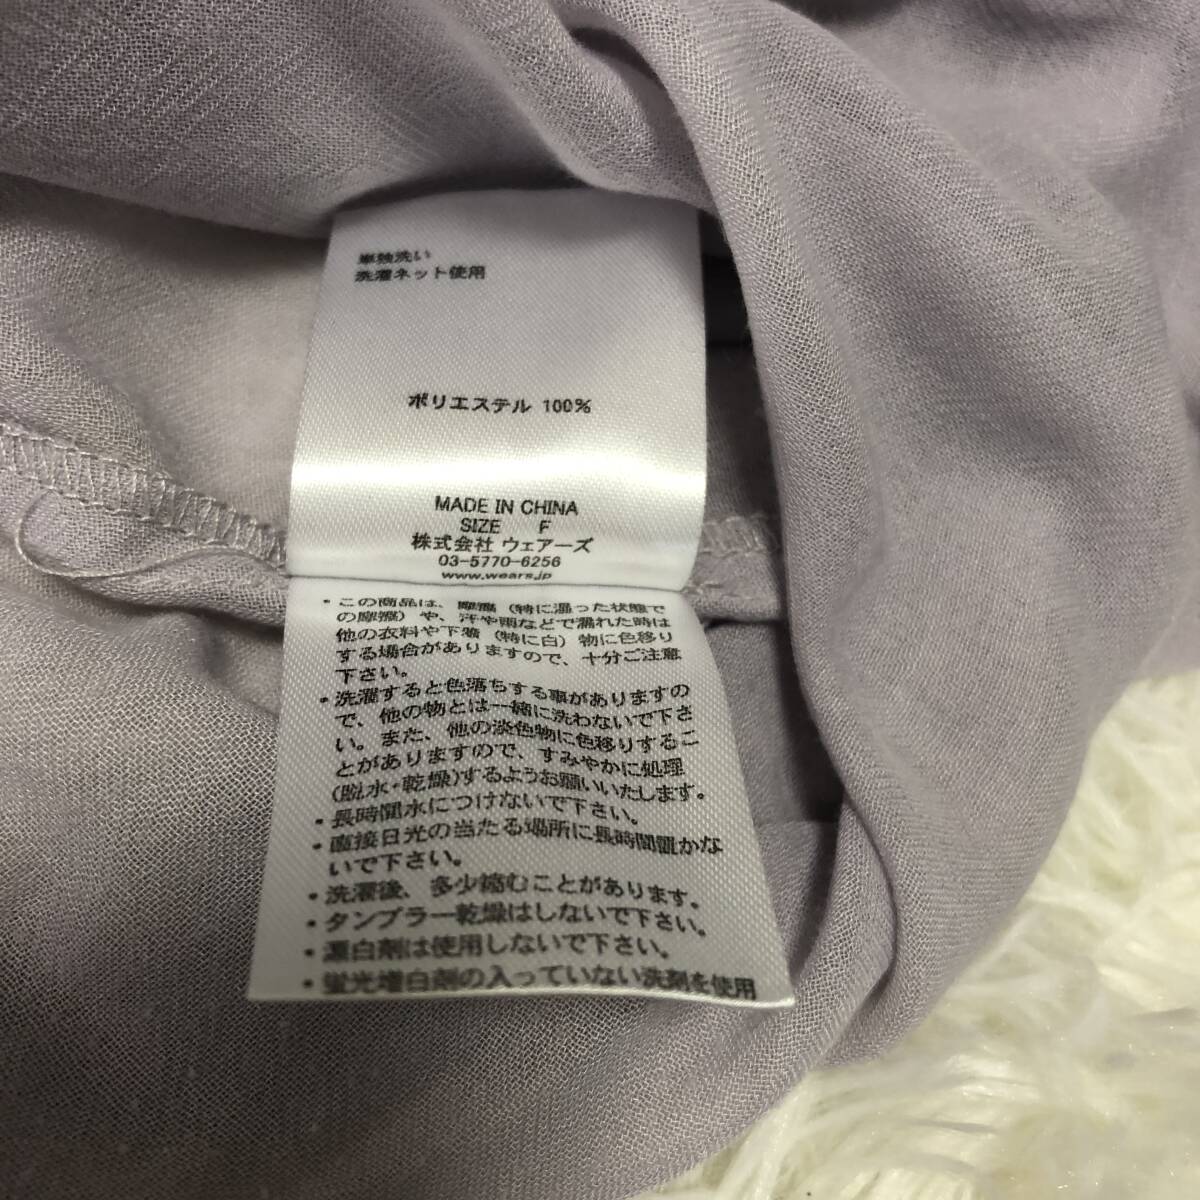 単独洗い
洗濯ネット使用
ポリエステル 100%
MADE IN CHINA
SIZE F
株式会社 ウェアーズ
03-5770-6256
www.wears.jp
・この商品は、摩擦（特に湿った状態で
の摩擦）や、汗や雨などで濡れた時は
他の衣料や下着（特に白）物に色移り
する場合がありますので、十分ご注意
下さい。
・洗濯すると色落ちする事がありますの
で、他の物とは一緒に洗わないで下さ
い。また、他の淡色物に色移りするこ
とがありますので、すみやかに処理
(脱水・乾燥)するようお願いいたします。
・長時間水につけないで下さい。
・直接日光の当たる場所に長時間置かな
いで下さい。
・洗濯後、多少縮むことがあります。
・タンブラー乾燥はしないで下さい。
・漂白剤は使用しないで下さい。
・蛍光増白剤の入っていない洗剤を使用